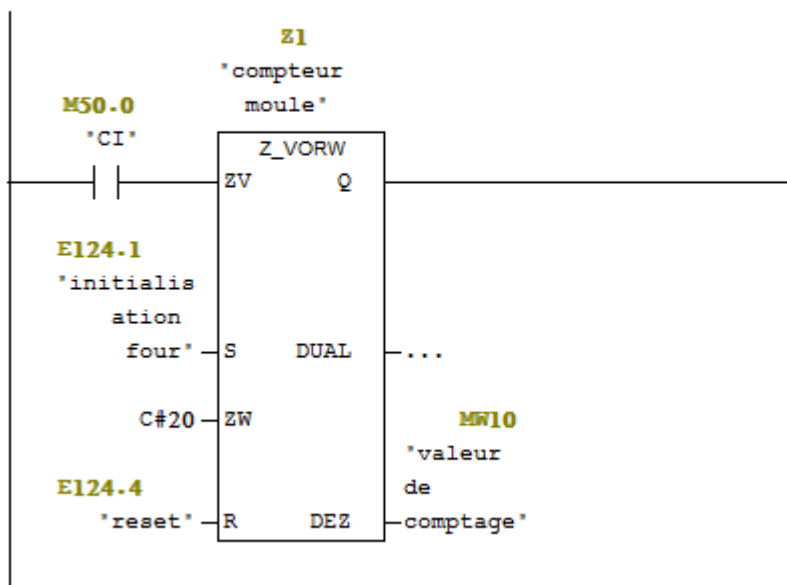 Z1
"compteur
moule"
M50.0
"CI"
Z_VORW
ZV Q
E124.1
"initialis
ation
four"
S DUAL ...
C#20 ZW
MW10
"valeur
de
comptage"
E124.4
"reset"
R DEZ